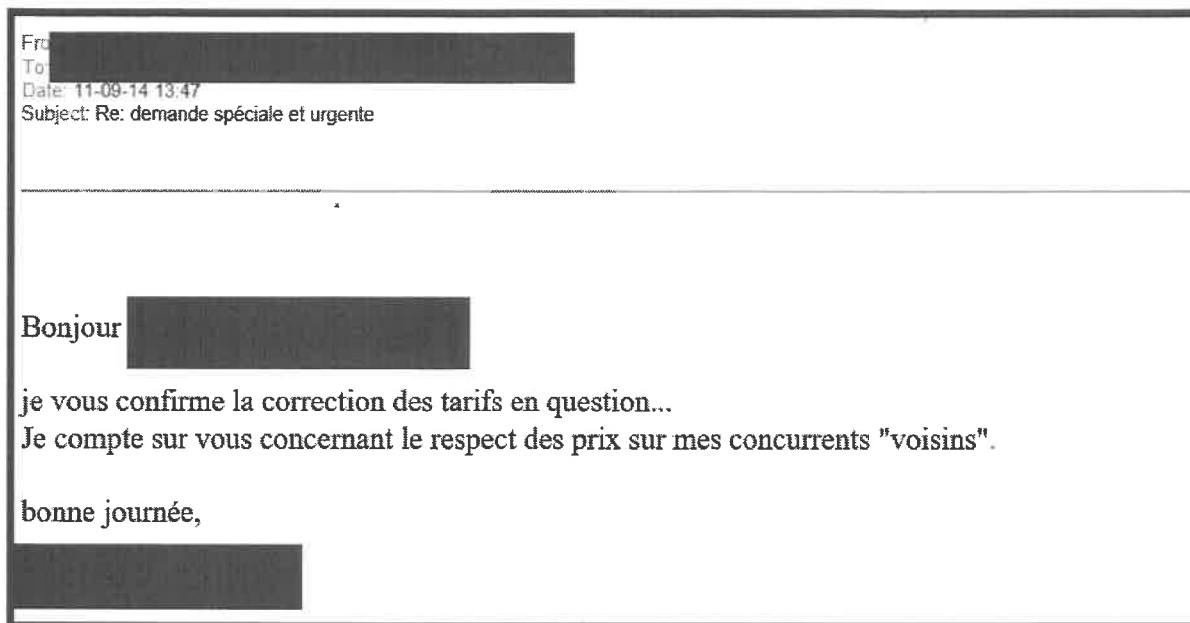 From:
To:
Date: 11-09-14 13:47
Subject: Re: demande spéciale et urgente
Bonjour
je vous confirme la correction des tarifs en question...
Je compte sur vous concernant le respect des prix sur mes concurrents "voisins".
bonne journée,